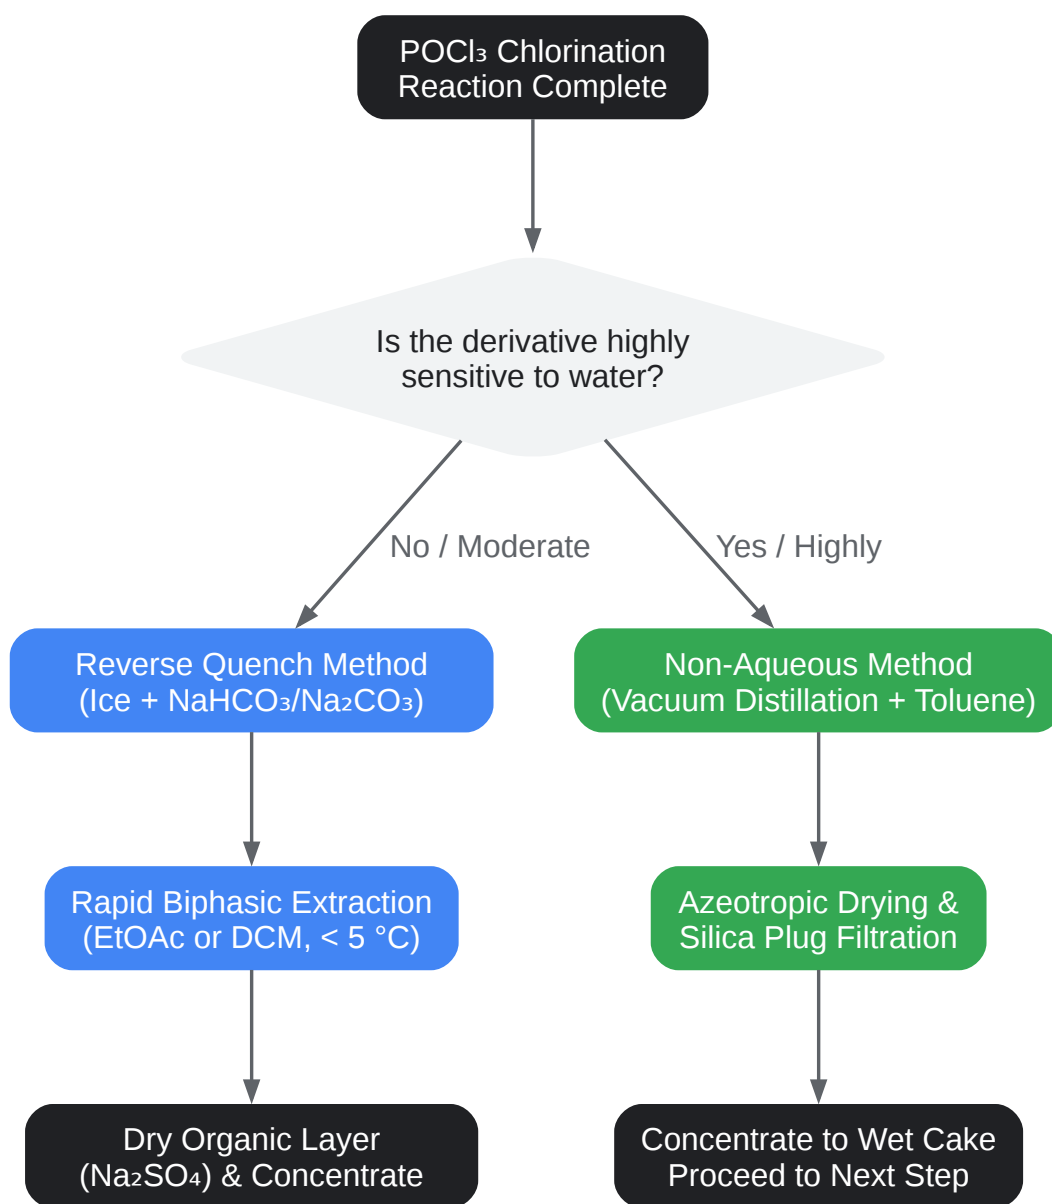 POCl₃ Chlorination
Reaction Complete
Is the derivative highly
sensitive to water?
No / Moderate
Yes / Highly
Reverse Quench Method
(Ice + NaHCO₃/Na₂CO₃)
Non-Aqueous Method
(Vacuum Distillation + Toluene)
Rapid Biphasic Extraction
(EtOAc or DCM, < 5 °C)
Azeotropic Drying &
Silica Plug Filtration
Dry Organic Layer
(Na₂SO₄) & Concentrate
Concentrate to Wet Cake
Proceed to Next Step